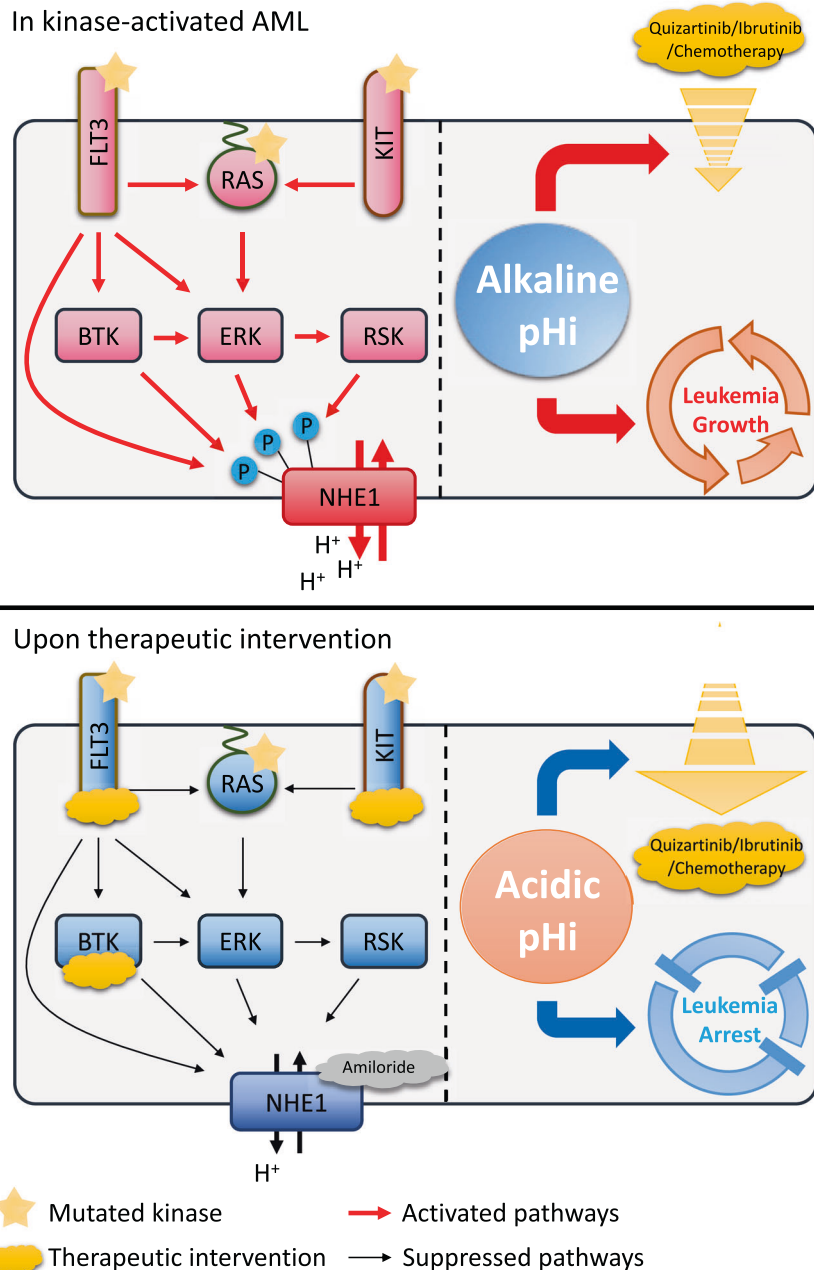 In kinase-activated AML
Quizartinib/Ibrutinib
/Chemotherapy
FLT3
RAS
KIT
BTK
ERK
RSK
P
P
P
NHE1
H+
H+
H+
Alkaline
pHi
Leukemia
Growth
Upon therapeutic intervention
FLT3
RAS
KIT
BTK
ERK
RSK
Amiloride
NHE1
H+
Acidic
pHi
Quizartinib/Ibrutinib
/Chemotherapy
Leukemia
Arrest
Mutated kinase
Activated pathways
Therapeutic intervention
Suppressed pathways